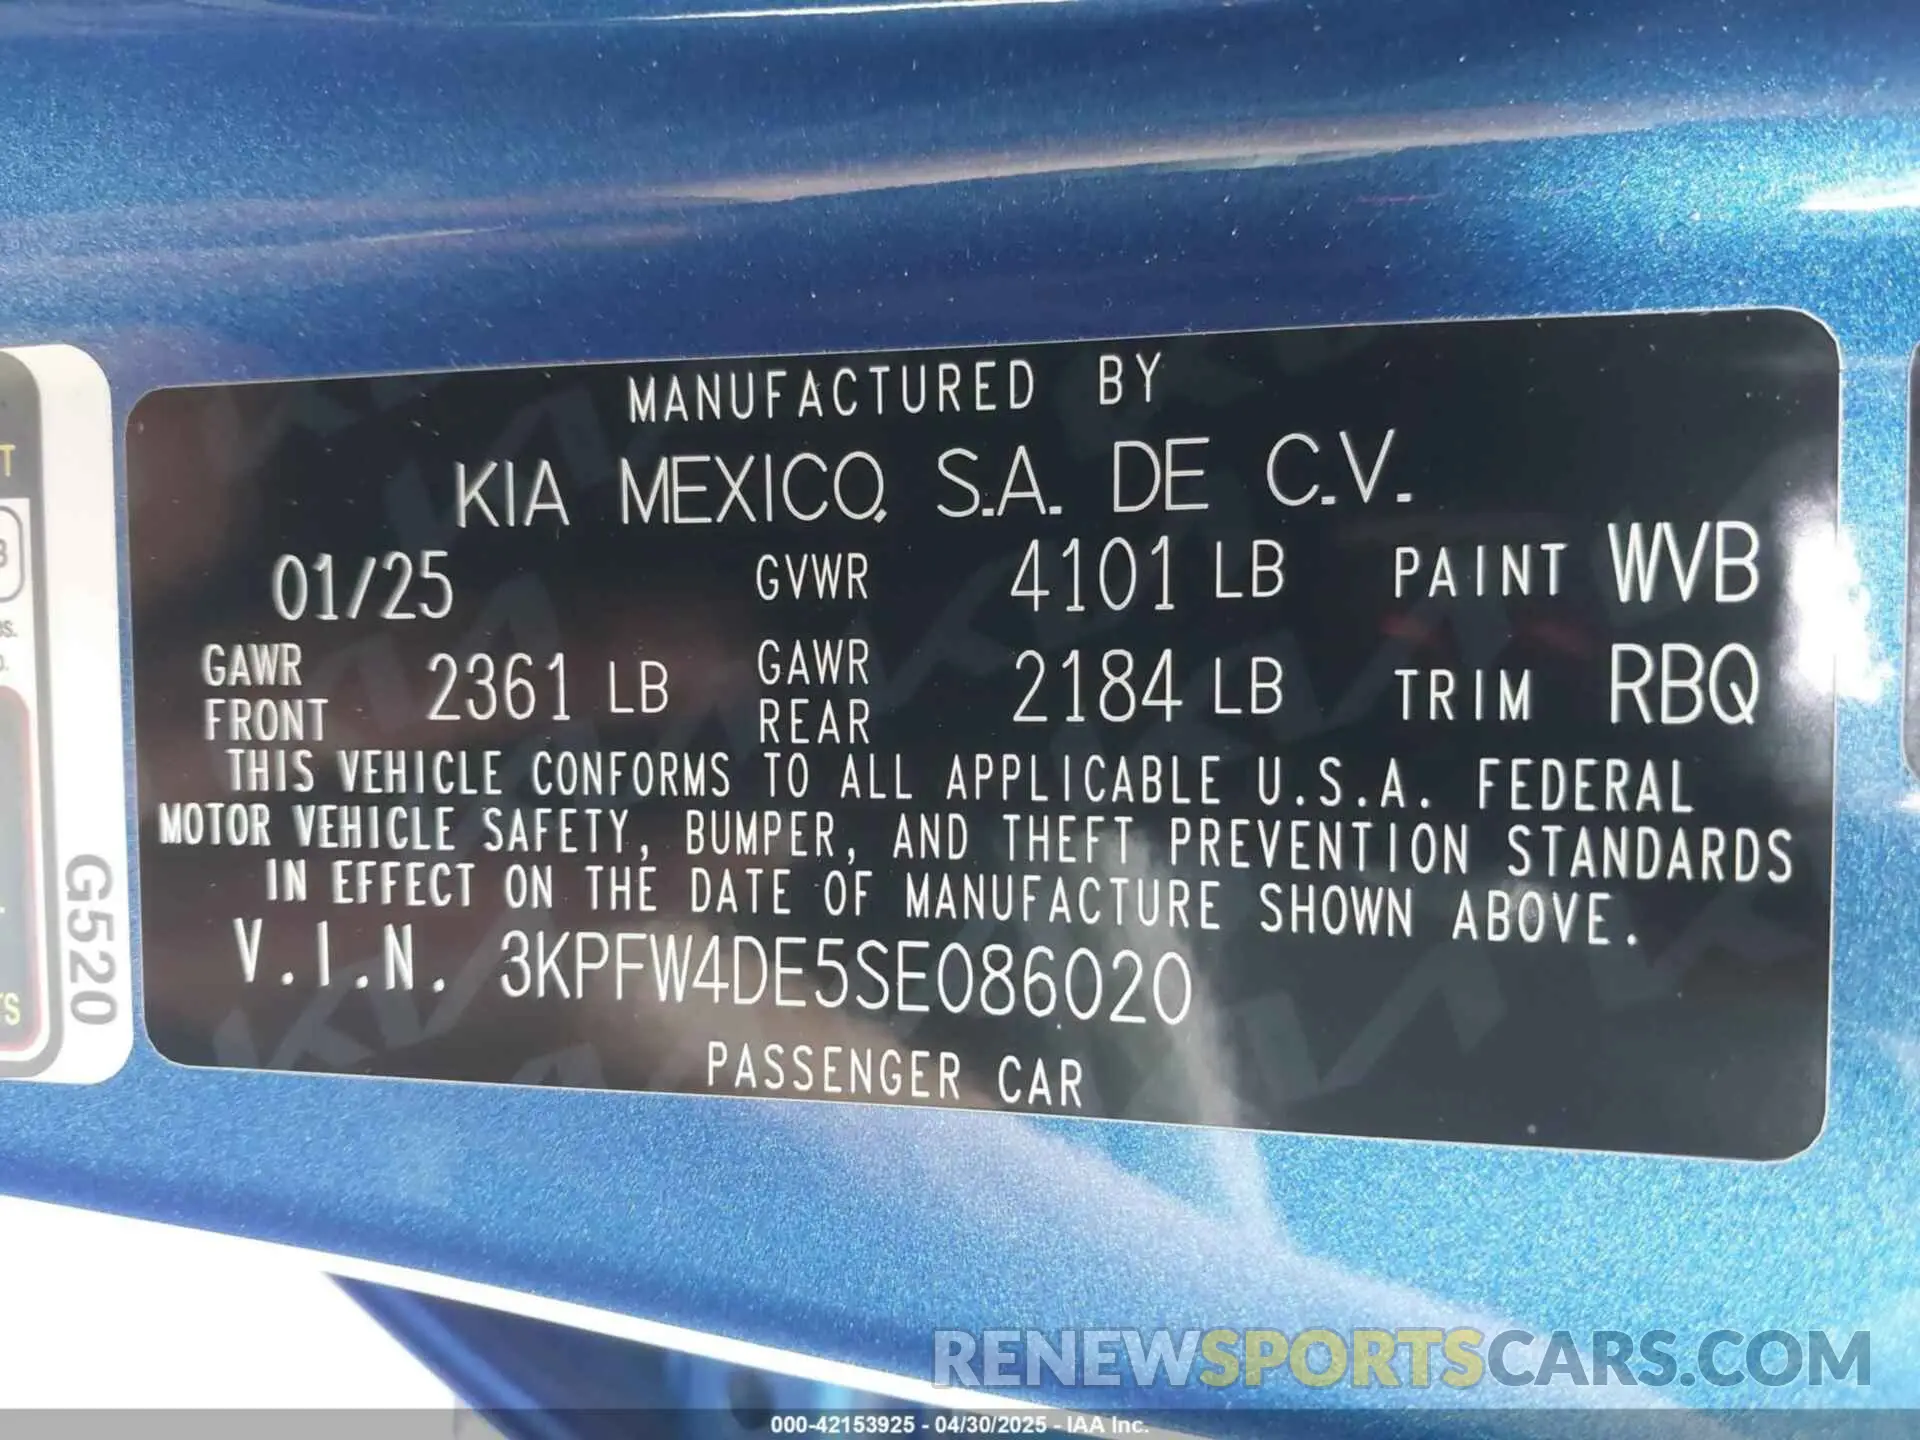 MANUFACTURED BY
KIA MEXICO, S.A. DE C.V.
01/25 GVWR 4101 LB PAINT WVB
GAWR FRONT 2361 LB GAWR REAR 2184 LB TRIM RBQ
THIS VEHICLE CONFORMS TO ALL APPLICABLE U.S.A. FEDERAL
MOTOR VEHICLE SAFETY, BUMPER, AND THEFT PREVENTION STANDARDS
IN EFFECT ON THE DATE OF MANUFACTURE SHOWN ABOVE.
V.I.N. 3KPFW4DE5SE086020
PASSENGER CAR
G520
RENEWSPORTSCARS.COM
000-42153925 - 04/30/2025 - IAA Inc.